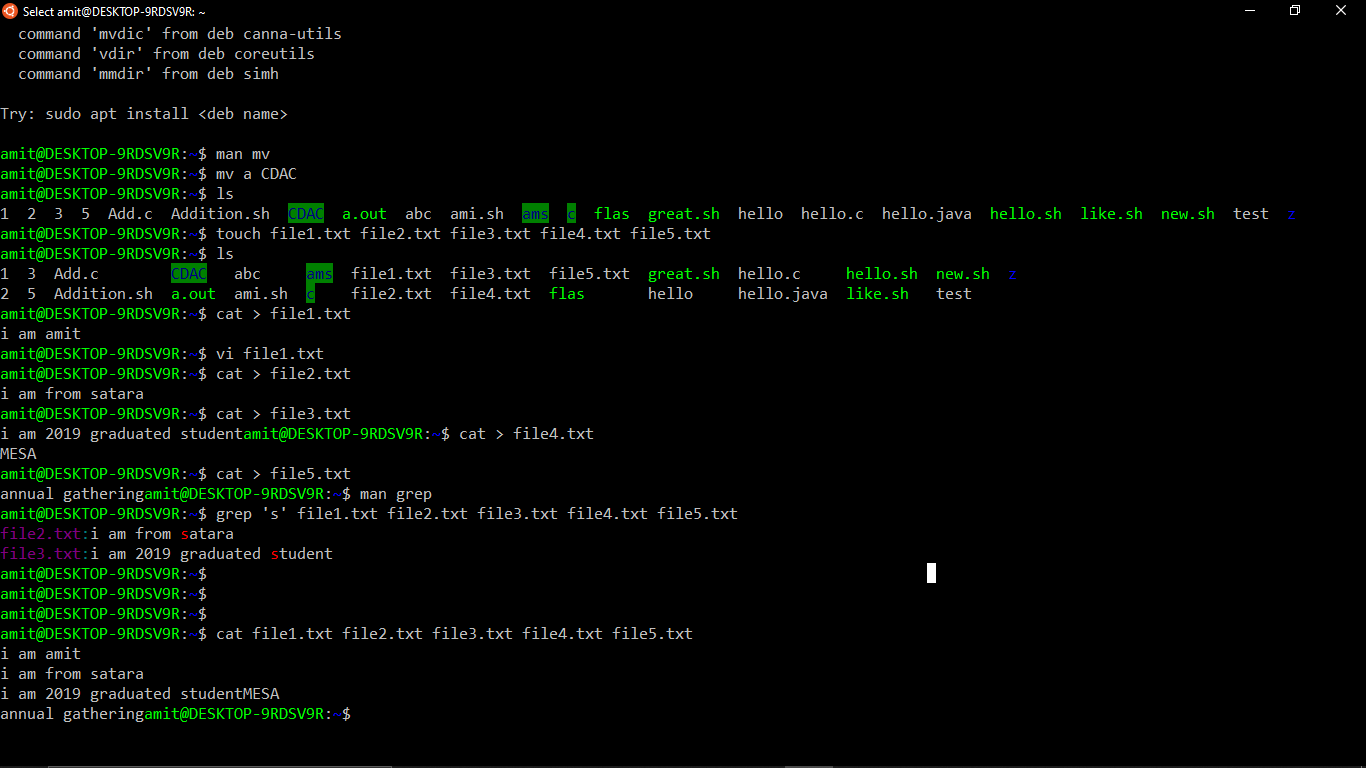 Select amit@DESKTOP-9RDSV9R: ~
command 'mvdic' from deb canna-utils
command 'vdir' from deb coreutils
command 'mmdir' from deb simh
Try: sudo apt install <deb name>
amit@DESKTOP-9RDSV9R:~$ man mv
amit@DESKTOP-9RDSV9R:~$ mv a CDAC
amit@DESKTOP-9RDSV9R:~$ ls
1 2 3 5 Add.c Addition.sh CDAC a.out abc ami.sh ams c flas great.sh hello hello.c hello.java hello.sh like.sh new.sh test z
amit@DESKTOP-9RDSV9R:~$ touch file1.txt file2.txt file3.txt file4.txt file5.txt
amit@DESKTOP-9RDSV9R:~$ ls
1 3 Add.c CDAC abc ams file1.txt file3.txt file5.txt great.sh hello.c hello.sh new.sh z
2 5 Addition.sh a.out ami.sh c file2.txt file4.txt flas hello hello.java like.sh test
amit@DESKTOP-9RDSV9R:~$ cat > file1.txt
i am amit
amit@DESKTOP-9RDSV9R:~$ vi file1.txt
amit@DESKTOP-9RDSV9R:~$ cat > file2.txt
i am from satara
amit@DESKTOP-9RDSV9R:~$ cat > file3.txt
i am 2019 graduated studentamit@DESKTOP-9RDSV9R:~$ cat > file4.txt
MESA
amit@DESKTOP-9RDSV9R:~$ cat > file5.txt
annual gatheringamit@DESKTOP-9RDSV9R:~$ man grep
amit@DESKTOP-9RDSV9R:~$ grep 's' file1.txt file2.txt file3.txt file4.txt file5.txt
file2.txt:i am from satara
file3.txt:i am 2019 graduated student
amit@DESKTOP-9RDSV9R:~$
amit@DESKTOP-9RDSV9R:~$
amit@DESKTOP-9RDSV9R:~$
amit@DESKTOP-9RDSV9R:~$ cat file1.txt file2.txt file3.txt file4.txt file5.txt
i am amit
i am from satara
i am 2019 graduated studentMESA
annual gatheringamit@DESKTOP-9RDSV9R:~$